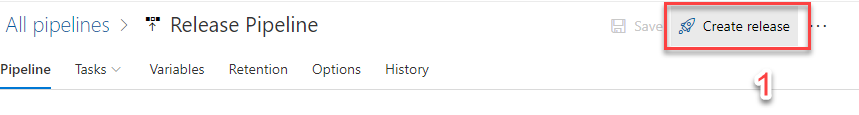 All pipelines > Release Pipeline Save Create release ...
Pipeline Tasks Variables Retention Options History
1